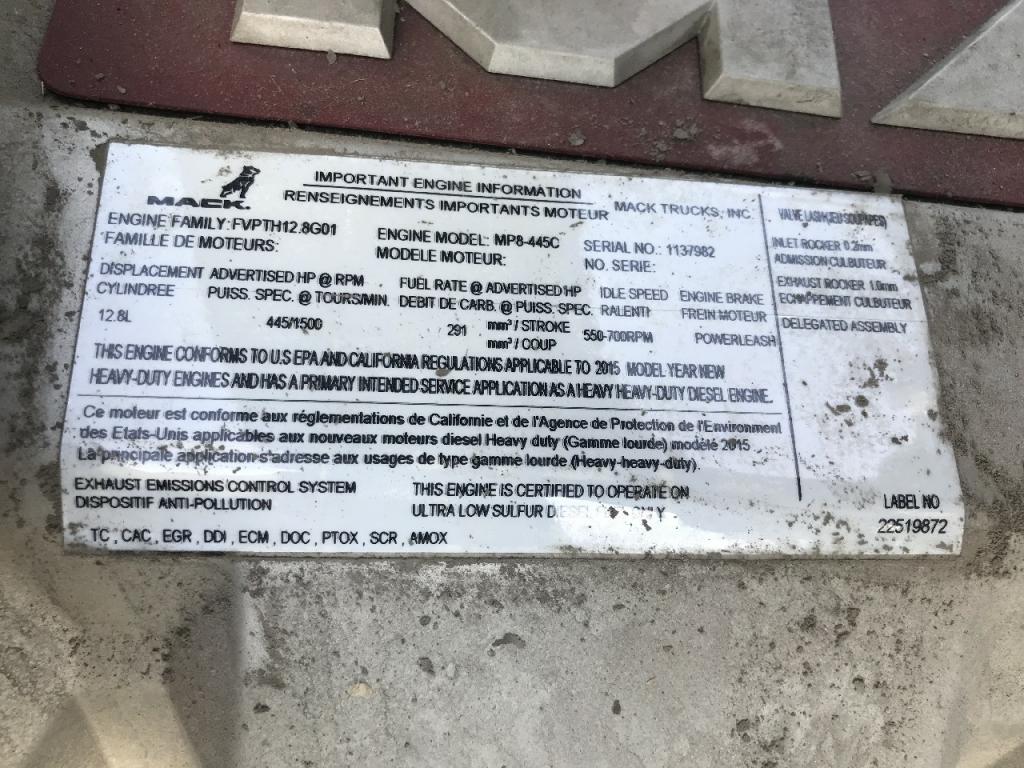 MACK.
IMPORTANT ENGINE INFORMATION
RENSEIGNEMENTS IMPORTANTS MOTEUR
MACK TRUCKS, INC.
ENGINE FAMILY: FVPTH12.8G01
FAMILLE DE MOTEURS:
ENGINE MODEL: MP8-445C
MODELE MOTEUR:
SERIAL NO.: 1137982
NO. SERIE:
DISPLACEMENT
CYLINDREE
12.8L
ADVERTISED HP @ RPM
PUISS. SPEC. @ TOURSIMIN.
445/1500
FUEL RATE @ ADVERTISED HP
DEBIT DE CARB. @ PUISS. SPEC.
291 mm³ / STROKE
mm³ / COUP
IDLE SPEED
RALENTI
550-700RPM
ENGINE BRAKE
FREIN MOTEUR
POWERLEASH
THIS ENGINE CONFORMS TO U.S EPA AND CALIFORNIA REGULATIONS APPLICABLE TO 2015 MODEL YEAR NEW
HEAVY-DUTY ENGINES AND HAS A PRIMARY INTENDED SERVICE APPLICATION AS A HEAVY HEAVY-DUTY DIESEL ENGINE.
Ce moteur est conforme aux réglementations de Californie et de l'Agence de Protection de l'Environment
des Etats-Unis applicables aux nouveaux moteurs diesel Heavy duty (Gamme lourde) modèle 2015
La principale application s'adresse aux usages de type gamme lourde (Heavy-heavy-duty).
EXHAUST EMISSIONS CONTROL SYSTEM
DISPOSITIF ANTI-POLLUTION
THIS ENGINE IS CERTIFIED TO OPERATE ON
ULTRA LOW SULFUR DIESEL ONLY
TC , CAC , EGR , DDI , ECM , DOC , PTOX , SCR , AMOX
VALVE LASH
INLET ROCKER 0.2mm
ADMISSION CULBUTEUR
EXHAUST ROCKER 1.0mm
ECHAPPEMENT CULBUTEUR
DELEGATED ASSEMBLY
LABEL NO
22519872